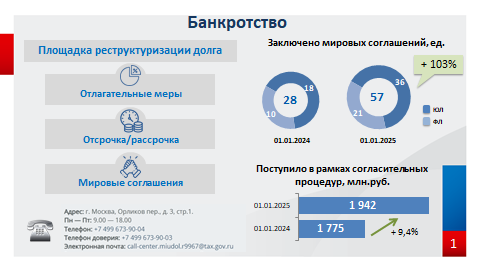 Банкротство
Площадка реструктуризации долга
Отлагательные меры
Отсрочка/рассрочка
Мировые соглашения
Адрес: г. Москва, Орликов пер., д. 3, стр.1.
Пн — Пт: 9.00 — 18.00
Телефон: +7 499 673-90-04
Телефон доверия: +7 499 673-90-03
Электронная почта: call-center.miudol.r9967@tax.gov.ru
Заключено мировых соглашений, ед.
+ 103%
18
28
10
01.01.2024
36
57
21
01.01.2025
ЮЛ
ФЛ
Поступило в рамках согласительных
процедур, млн.руб.
01.01.2025
1 942
01.01.2024
1 775
+ 9,4%
1